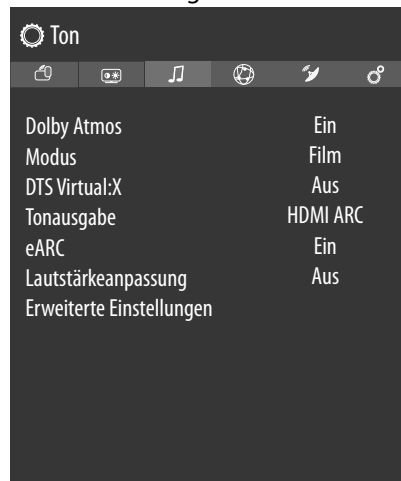 Ton
Dolby Atmos Ein
Modus Film
DTS Virtual:X Aus
Tonausgabe HDMI ARC
eARC Ein
Lautstärkeanpassung Aus
Erweiterte Einstellungen